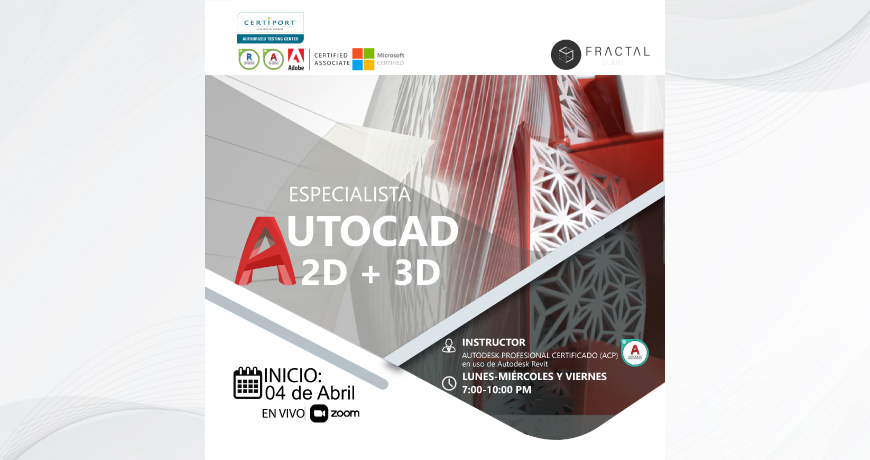 CERTIPORT
AUTHORIZED TESTING CENTER
R
A
Adobe
CERTIFIED
ASSOCIATE
Microsoft
CERTIFIED
FRACTAL
ESPECIALISTA
AUTOCAD
2D + 3D
INSTRUCTOR
AUTODESK PROFESIONAL CERTIFICADO (ACP)
en uso de Autodesk Revit
A
LUNES-MIÉRCOLES Y VIERNES
7:00-10:00 PM
INICIO:
04 de Abril
EN VIVO zoom